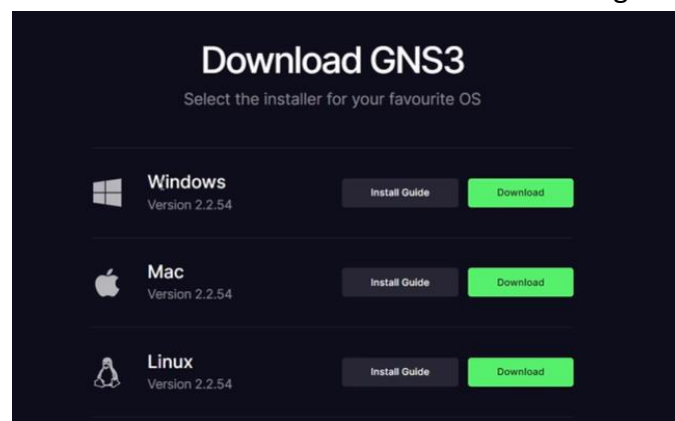 Download GNS3
Select the installer for your favourite OS
Windows
Install Guide
Download
Version 2.2.54
Mac
Install Guide
Download
Version 2.2.54
Linux
Install Guide
Download
Version 2.2.54